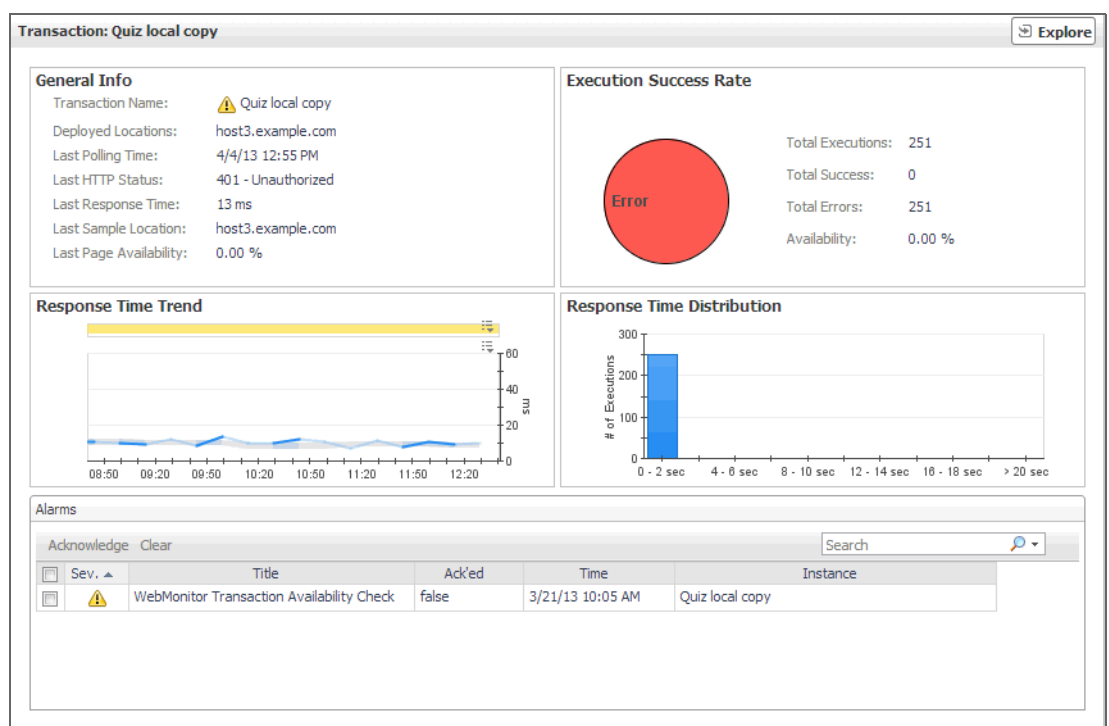 Transaction: Quiz local copy
Explore
General Info
Transaction Name: Quiz local copy
Deployed Locations: host3.example.com
Last Polling Time: 4/4/13 12:55 PM
Last HTTP Status: 401 - Unauthorized
Last Response Time: 13 ms
Last Sample Location: host3.example.com
Last Page Availability: 0.00 %
Execution Success Rate
Error
Total Executions: 251
Total Success: 0
Total Errors: 251
Availability: 0.00 %
Response Time Trend
60
40
20
0
ms
08:50 09:20 09:50 10:20 10:50 11:20 11:50 12:20
Response Time Distribution
300
200
100
0
# of Executions
0 - 2 sec 4 - 6 sec 8 - 10 sec 12 - 14 sec 16 - 18 sec > 20 sec
Alarms
Acknowledge Clear
Search
Sev. Title Ack'ed Time Instance
WebMonitor Transaction Availability Check false 3/21/13 10:05 AM Quiz local copy